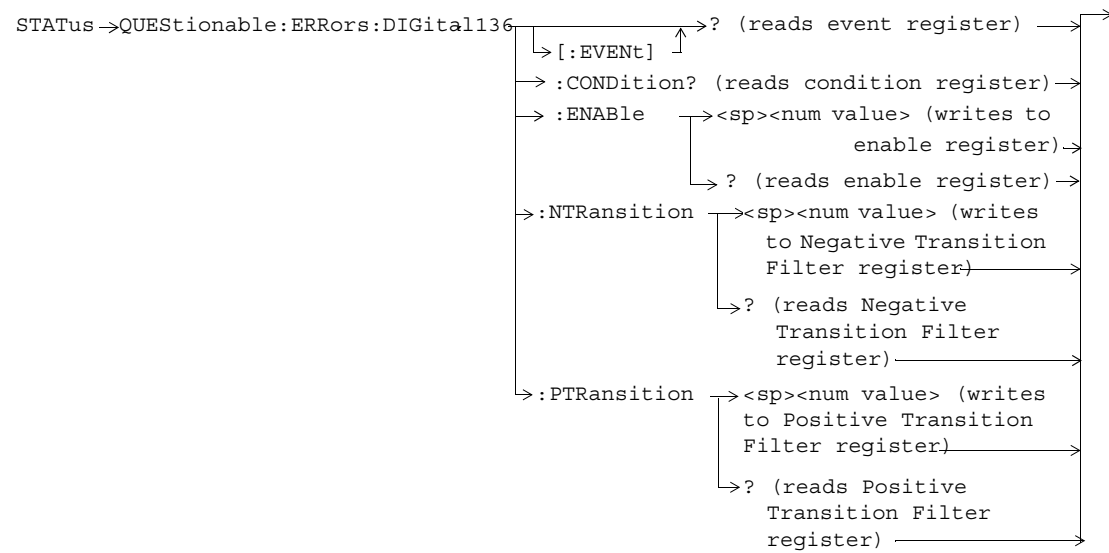 STATus QUEStionable:ERRors:DIGital136 ? (reads event register)
[:EVENt]
:CONDition? (reads condition register)
:ENABle <sp><num value> (writes to
enable register)
? (reads enable register)
:NTRansition <sp><num value> (writes
to Negative Transition
Filter register)
? (reads Negative
Transition Filter
register)
:PTRansition <sp><num value> (writes
to Positive Transition
Filter register)
? (reads Positive
Transition Filter
register)